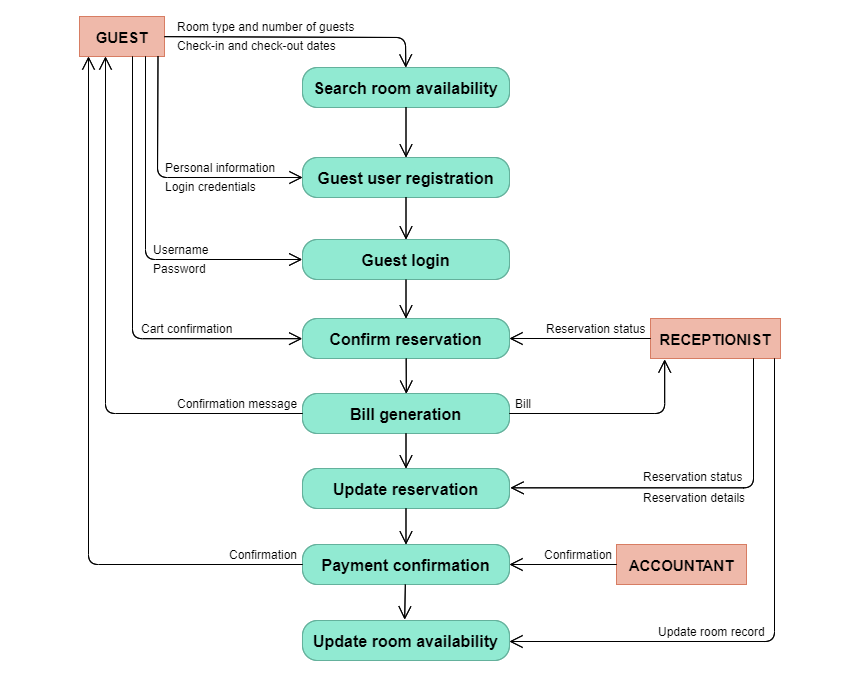 GUEST
Room type and number of guests
Check-in and check-out dates
Search room availability
Personal information
Login credentials
Guest user registration
Username
Password
Guest login
Cart confirmation
Confirm reservation
Reservation status
RECEPTIONIST
Confirmation message
Bill generation
Bill
Update reservation
Reservation status
Reservation details
Confirmation
Payment confirmation
Confirmation
ACCOUNTANT
Update room availability
Update room record